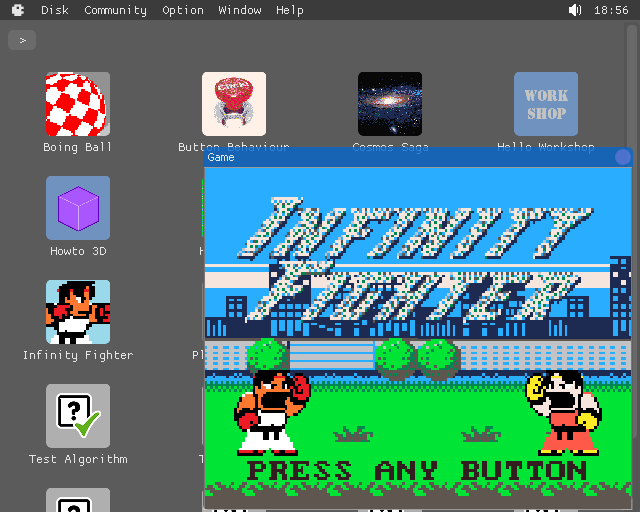 Disk Community Option Window Help 18:56
>
WORK
SHOP
Boing Ball Button Behaviour Cosmos Saga Hello Workshop
Game
Howto 3D
INFINITY
FIGHTER
Infinity Fighter
Test Algorithm
PRESS ANY BUTTON